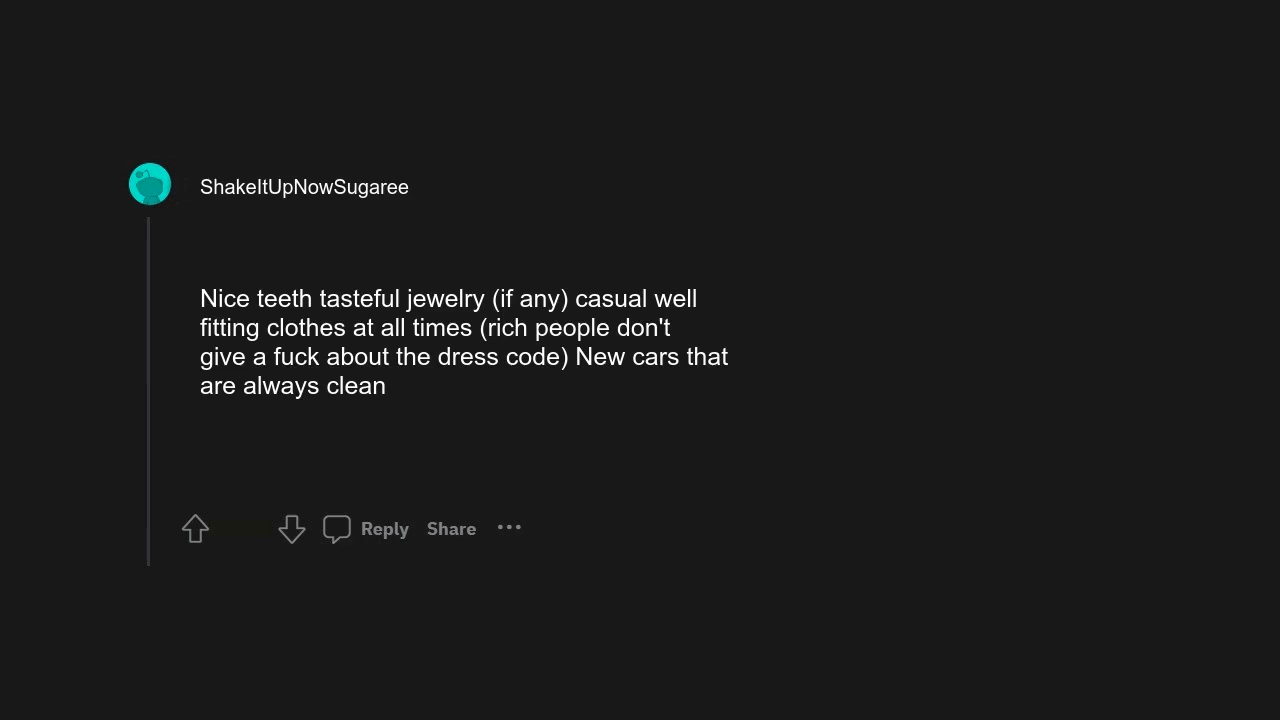 ShakeItUpNowSugaree
Nice teeth tasteful jewelry (if any) casual well
fitting clothes at all times (rich people don't
give a fuck about the dress code) New cars that
are always clean
Reply Share